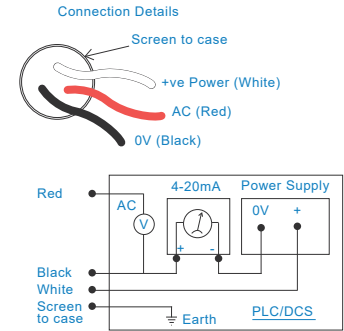 Connection Details
Screen to case
+ve Power (White)
AC (Red)
0V (Black)
4-20mA
Power Supply
Red
AC
V
0V
+
+
-
Black
White
Screen
to case
Earth
PLC/DCS